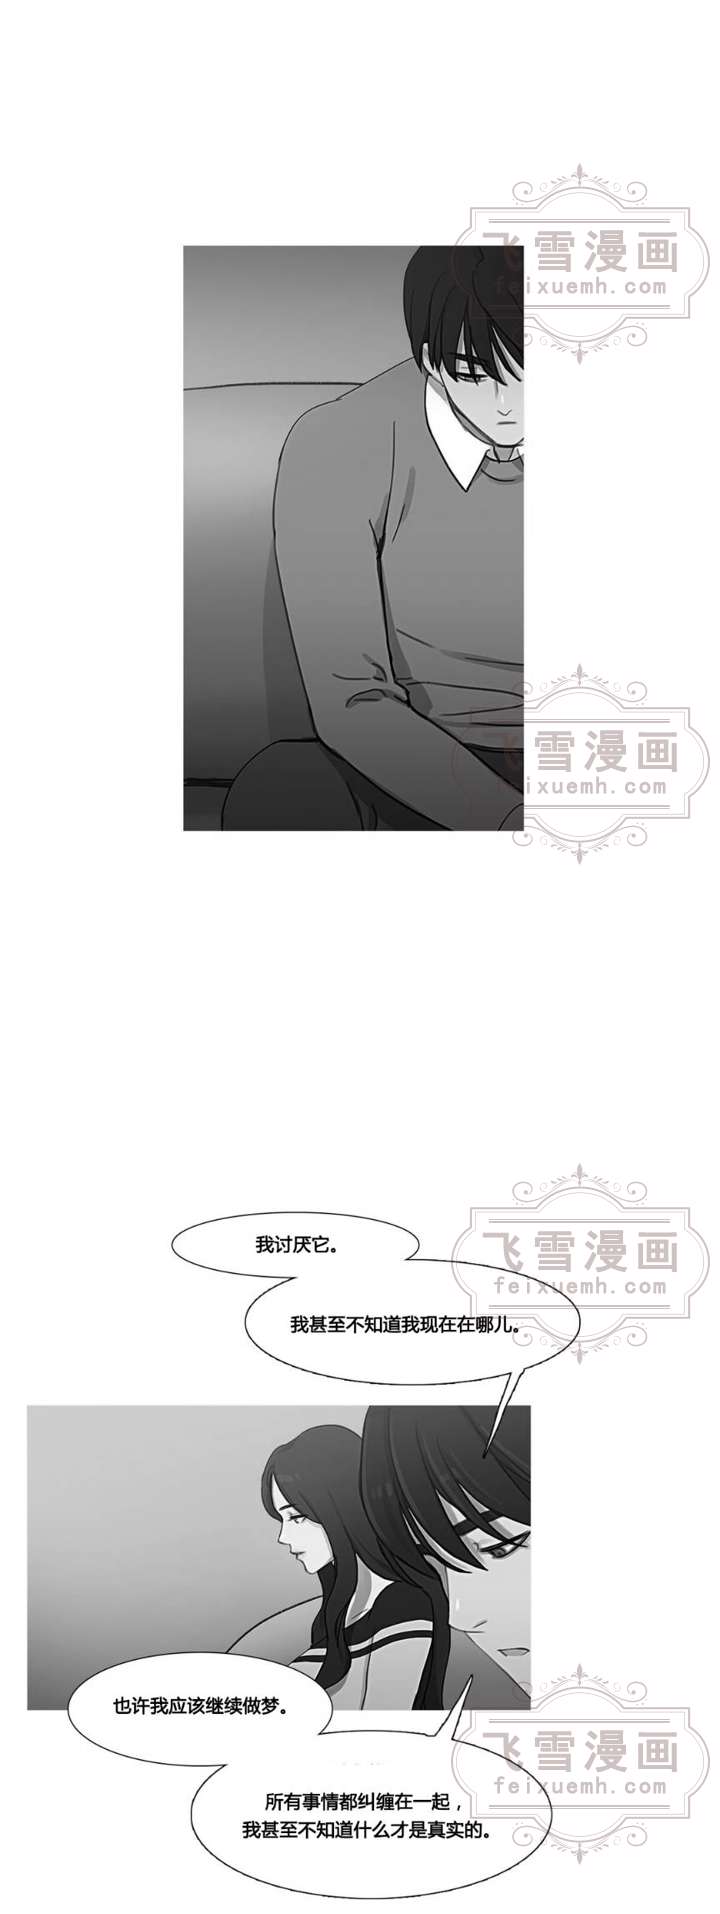 飞雪漫画
feixuemh.com
飞雪漫画
feixuemh.com
飞雪漫画
feixuemh.com
我讨厌它。
我甚至不知道我现在在哪儿。
也许我应该继续做梦。
飞雪漫画
feixuemh.com
所有事情都纠缠在一起，
我甚至不知道什么才是真实的。